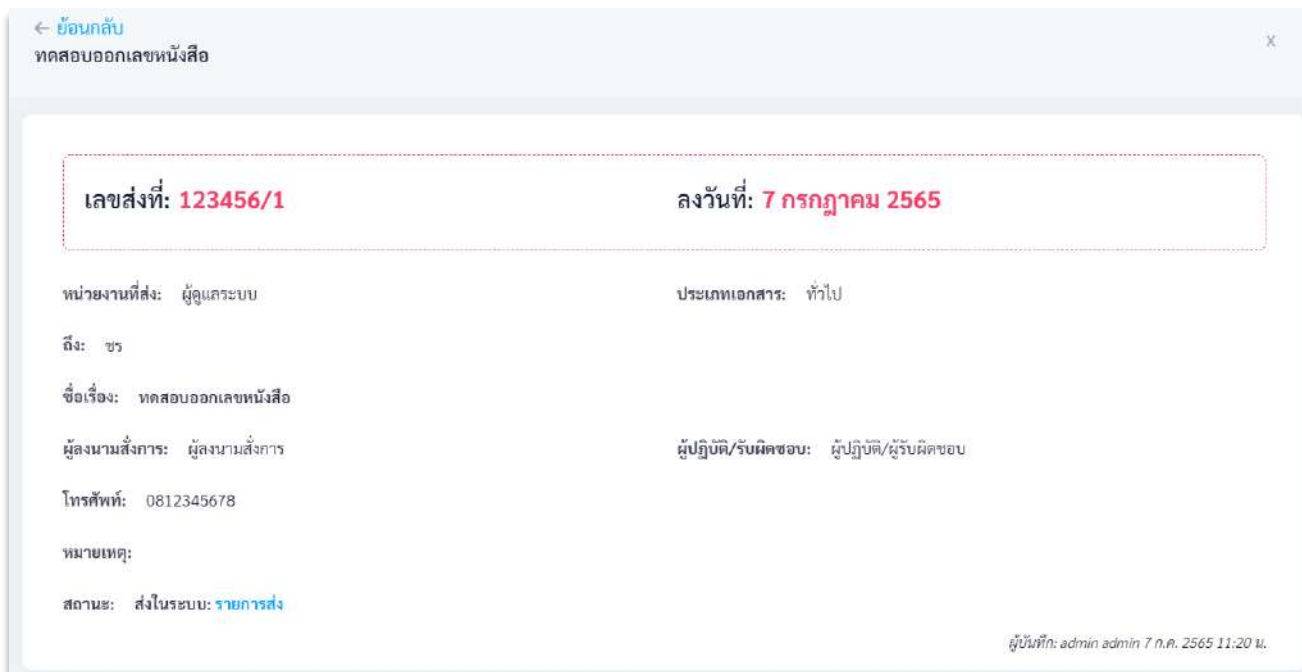 ← ย้อนกลับ
ทดสอบออกเลขหนังสือ
X
เลขส่งที่: 123456/1 ลงวันที่: 7 กรกฎาคม 2565
หน่วยงานที่ส่ง: ผู้ดูแลระบบ ประเภทเอกสาร: ทั่วไป
ถึง: ชร
ชื่อเรื่อง: ทดสอบออกเลขหนังสือ
ผู้ลงนามสั่งการ: ผู้ลงนามสั่งการ ผู้ปฏิบัติ/รับผิดชอบ: ผู้ปฏิบัติ/ผู้รับผิดชอบ
โทรศัพท์: 0812345678
หมายเหตุ:
สถานะ: ส่งในระบบ: รายการส่ง
ผู้บันทึก: admin admin 7 ก.ค. 2565 11:20 น.